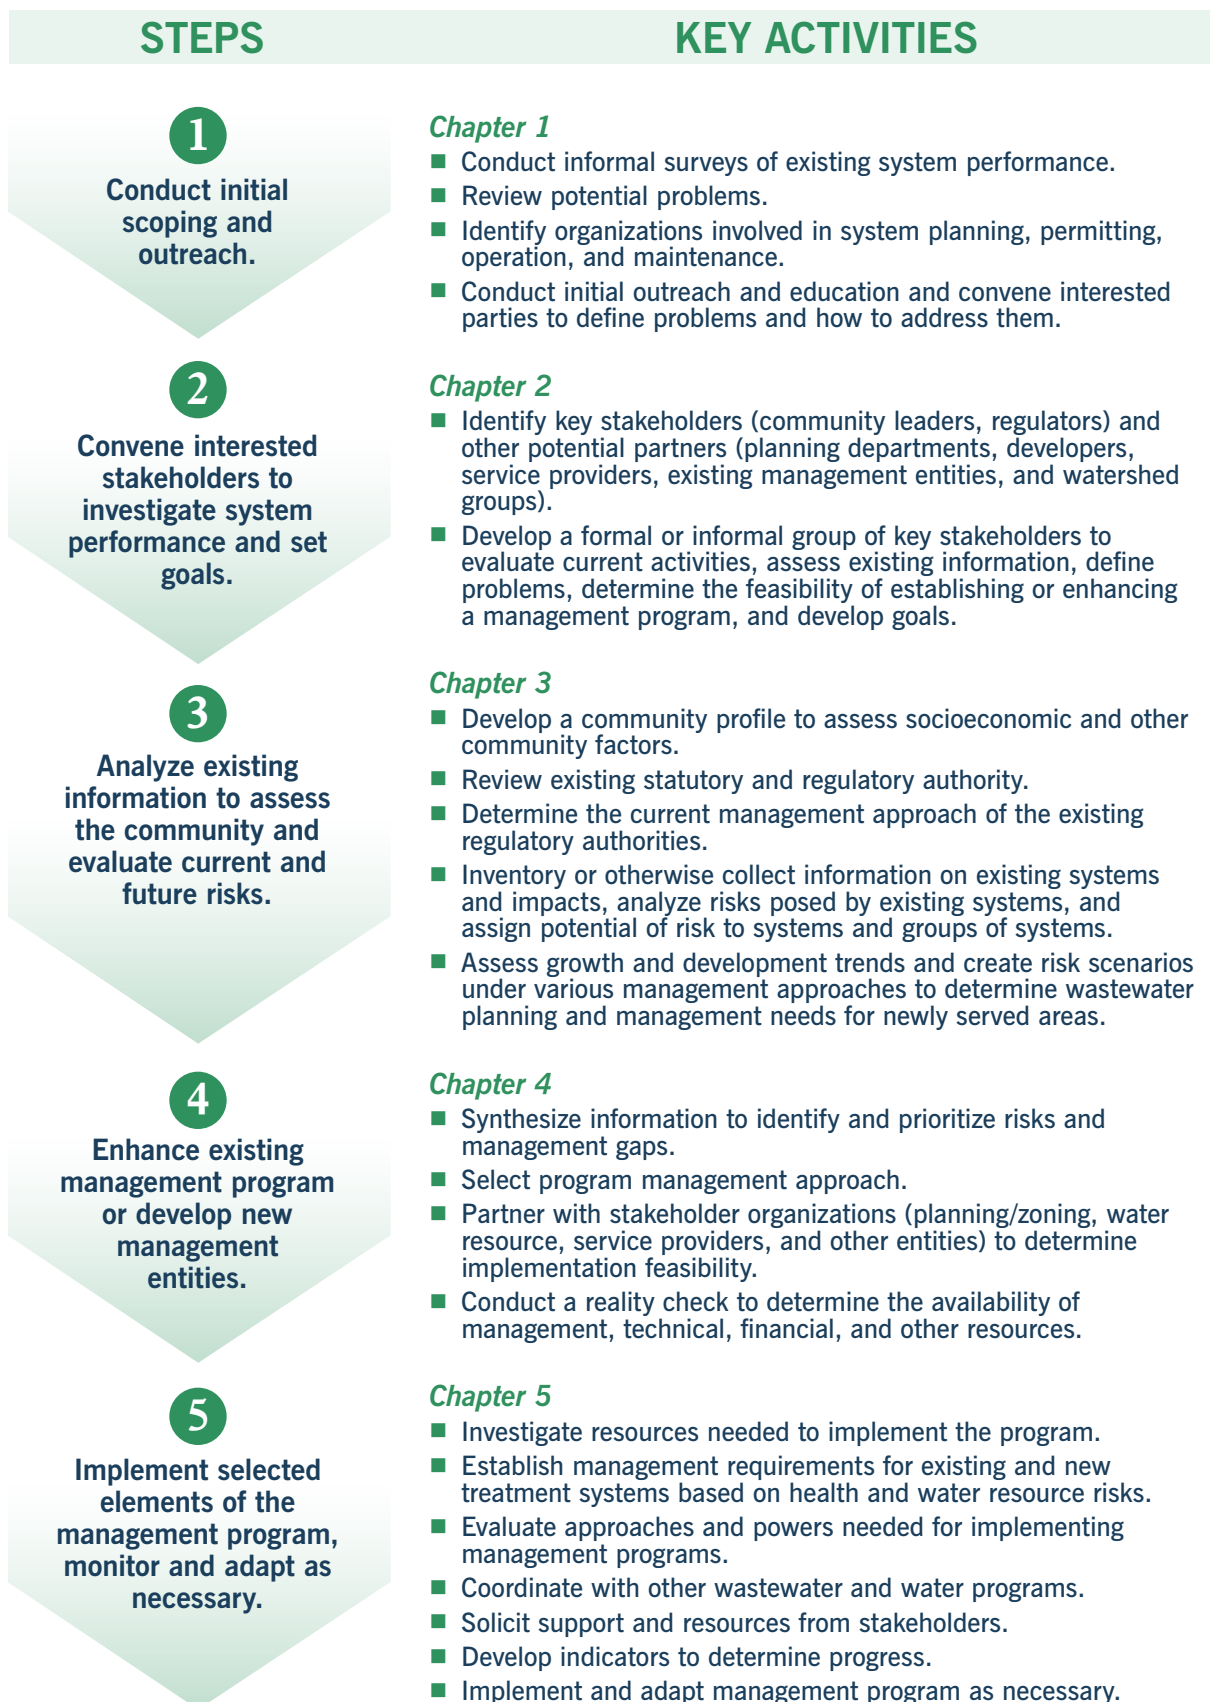 STEPS
KEY ACTIVITIES
1
Conduct initial
scoping and
outreach.
Chapter 1
■ Conduct informal surveys of existing system performance.
■ Review potential problems.
■ Identify organizations involved in system planning, permitting,
operation, and maintenance.
■ Conduct initial outreach and education and convene interested
parties to define problems and how to address them.
2
Convene interested
stakeholders to
investigate system
performance and set
goals.
Chapter 2
■ Identify key stakeholders (community leaders, regulators) and
other potential partners (planning departments, developers,
service providers, existing management entities, and watershed
groups).
■ Develop a formal or informal group of key stakeholders to
evaluate current activities, assess existing information, define
problems, determine the feasibility of establishing or enhancing
a management program, and develop goals.
3
Analyze existing
information to assess
the community and
evaluate current and
future risks.
Chapter 3
■ Develop a community profile to assess socioeconomic and other
community factors.
■ Review existing statutory and regulatory authority.
■ Determine the current management approach of the existing
regulatory authorities.
■ Inventory or otherwise collect information on existing systems
and impacts, analyze risks posed by existing systems, and
assign potential of risk to systems and groups of systems.
■ Assess growth and development trends and create risk scenarios
under various management approaches to determine wastewater
planning and management needs for newly served areas.
4
Enhance existing
management program
or develop new
management
entities.
Chapter 4
■ Synthesize information to identify and prioritize risks and
management gaps.
■ Select program management approach.
■ Partner with stakeholder organizations (planning/zoning, water
resource, service providers, and other entities) to determine
implementation feasibility.
■ Conduct a reality check to determine the availability of
management, technical, financial, and other resources.
5
Implement selected
elements of the
management program,
monitor and adapt as
necessary.
Chapter 5
■ Investigate resources needed to implement the program.
■ Establish management requirements for existing and new
treatment systems based on health and water resource risks.
■ Evaluate approaches and powers needed for implementing
management programs.
■ Coordinate with other wastewater and water programs.
■ Solicit support and resources from stakeholders.
■ Develop indicators to determine progress.
■ Implement and adapt management program as necessary.